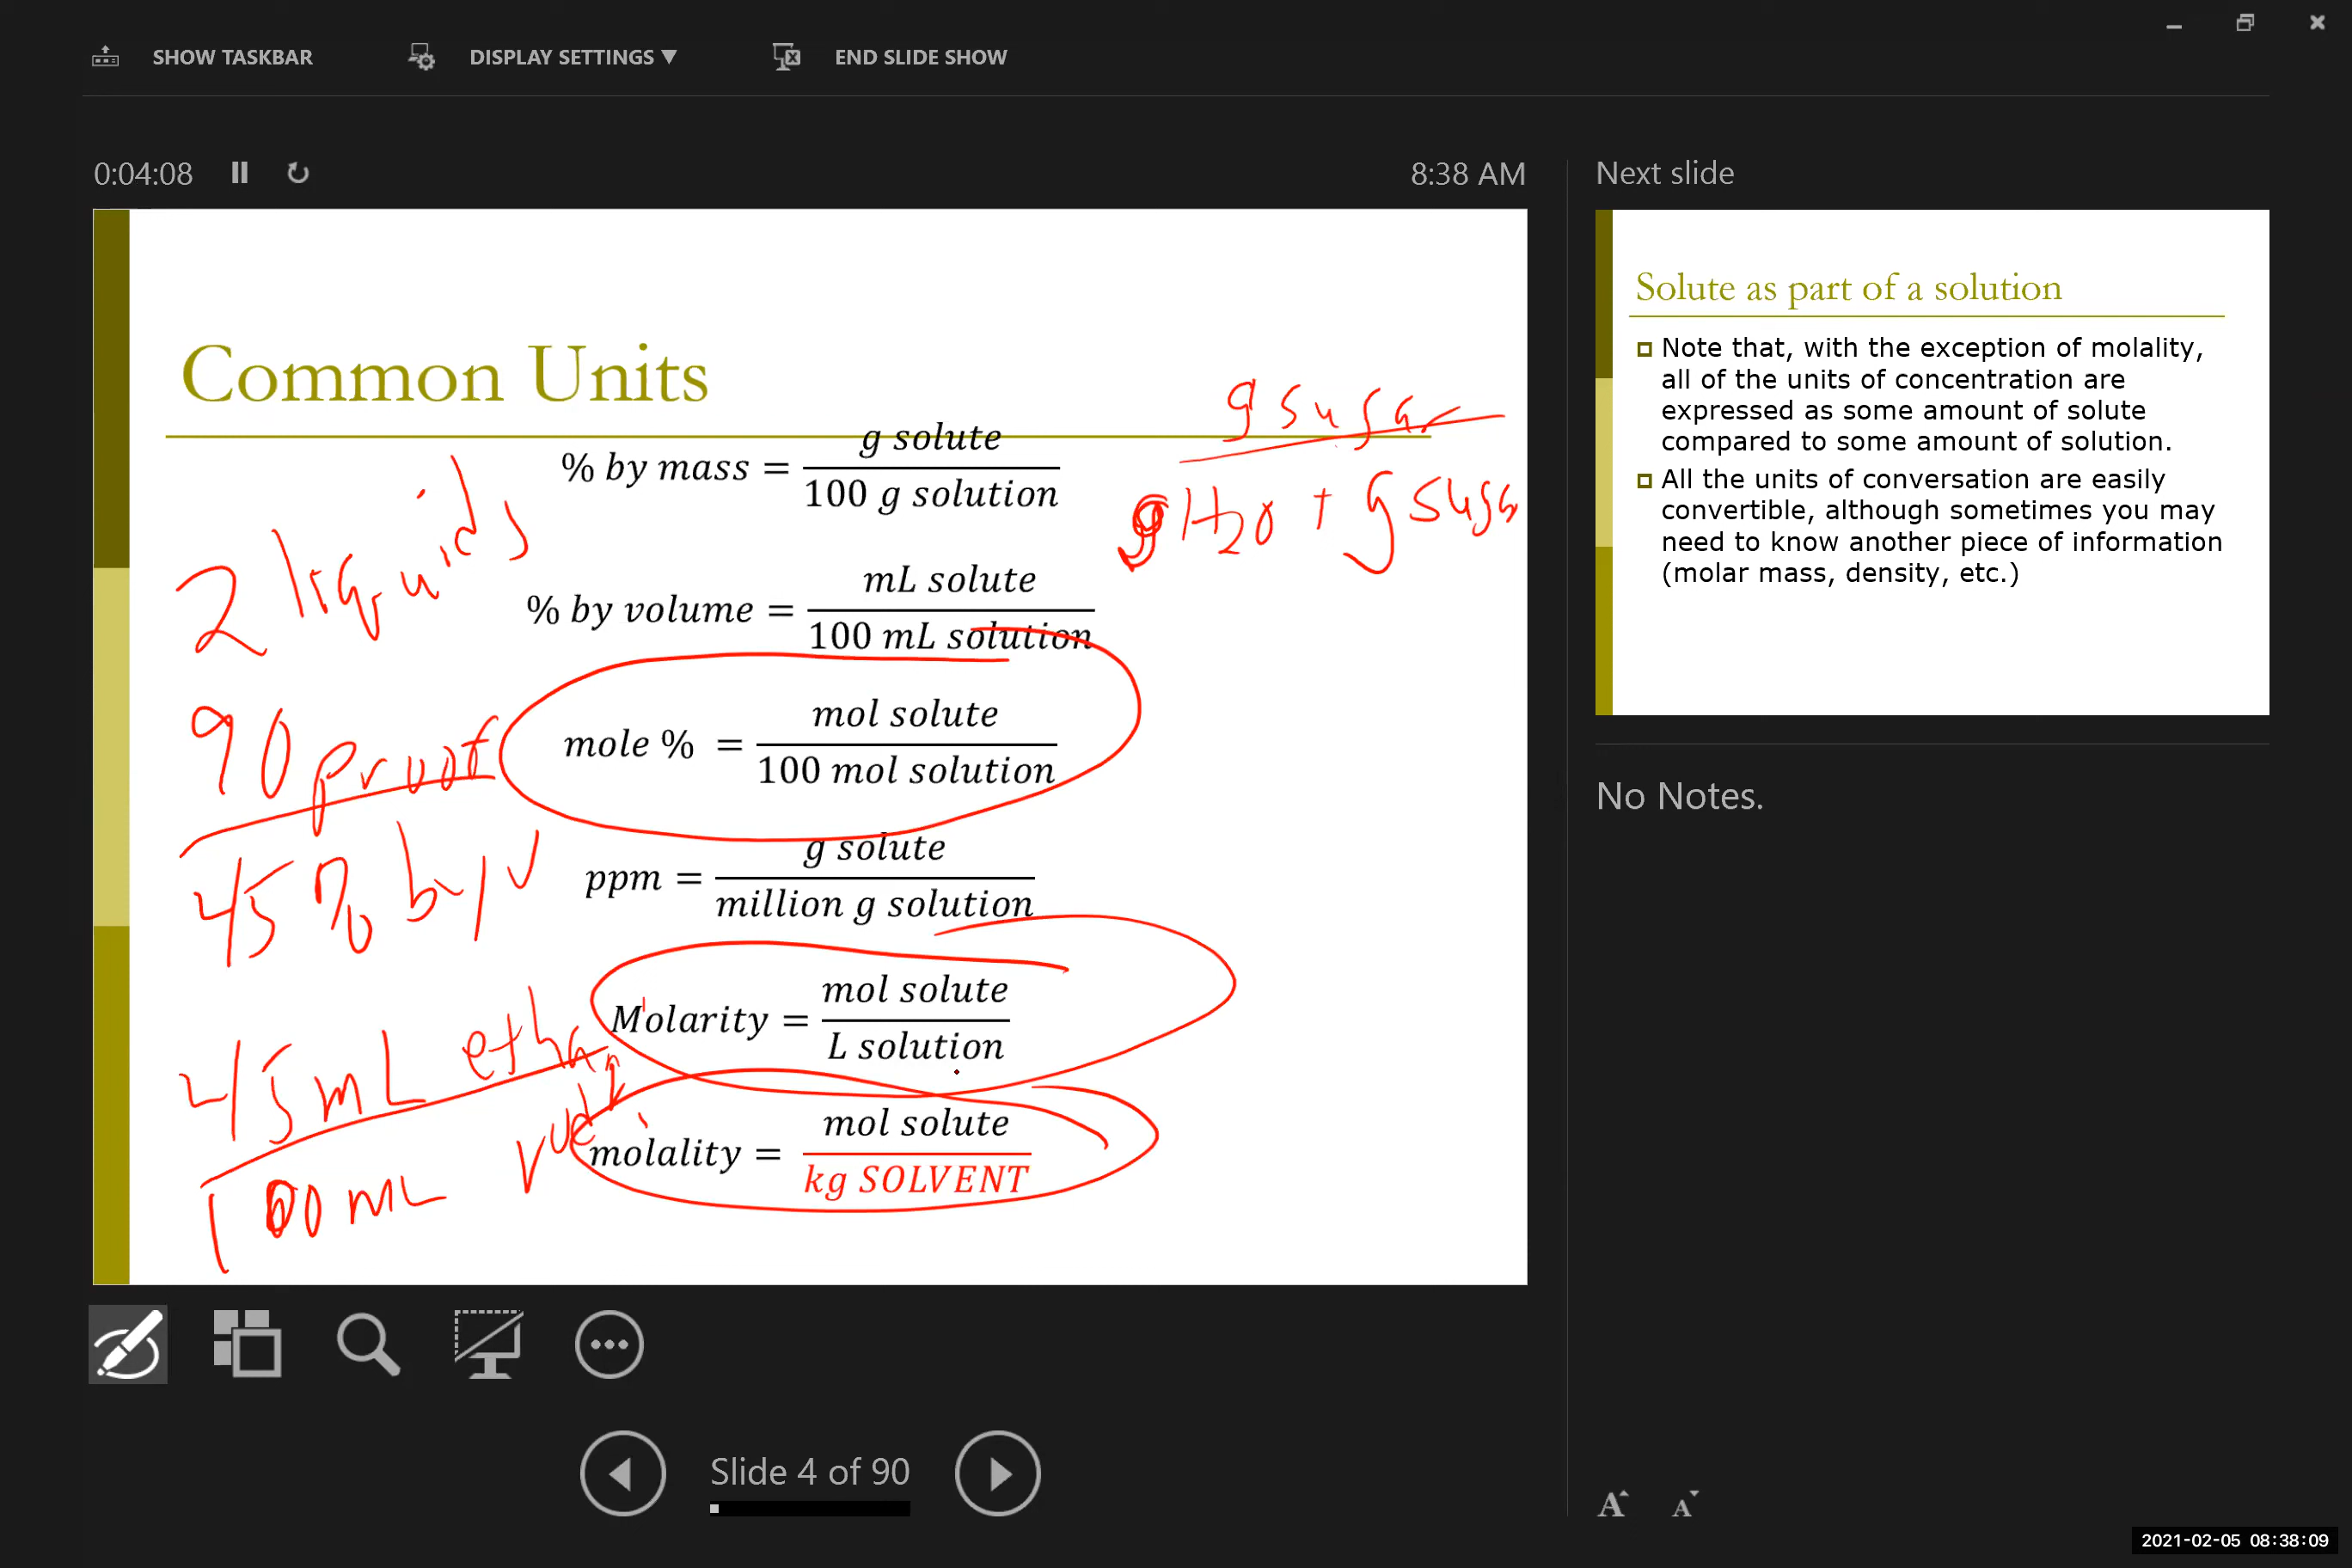 SHOW TASKBAR DISPLAY SETTINGS ▼ END SLIDE SHOW
0:04:08 8:38 AM
Common Units
% by mass = g solute / 100 g solution
g sugar
g H2O + g sugar
2 liquids
% by volume = mL solute / 100 mL solution
90 proof
mole % = mol solute / 100 mol solution
45% by v
ppm = g solute / million g solution
Molarity = mol solute / L solution
45 mL ethan
100 mL
molality = mol solute / kg SOLVENT
Slide 4 of 90
Next slide
Solute as part of a solution
Note that, with the exception of molality,
all of the units of concentration are
expressed as some amount of solute
compared to some amount of solution.
All the units of conversation are easily
convertible, although sometimes you may
need to know another piece of information
(molar mass, density, etc.)
No Notes.
A A
2021-02-05 08:38:09